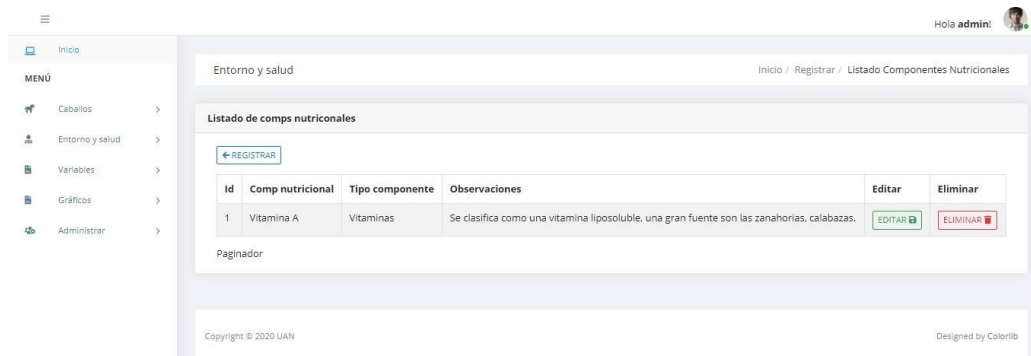 Hola admin!
Inicio
MENÚ
Caballos
Entorno y salud
Variables
Gráficos
Administrar
Entorno y salud
Inicio / Registrar / Listado Componentes Nutricionales
Listado de comps nutriconales
REGISTRAR
Id Comp nutricional Tipo componente Observaciones Editar Eliminar
1 Vitamina A Vitaminas Se clasifica como una vitamina liposoluble, una gran fuente son las zanahorias, calabazas. EDITAR ELIMINAR
Paginador
Copyright © 2020 UAN
Designed by Colorlib